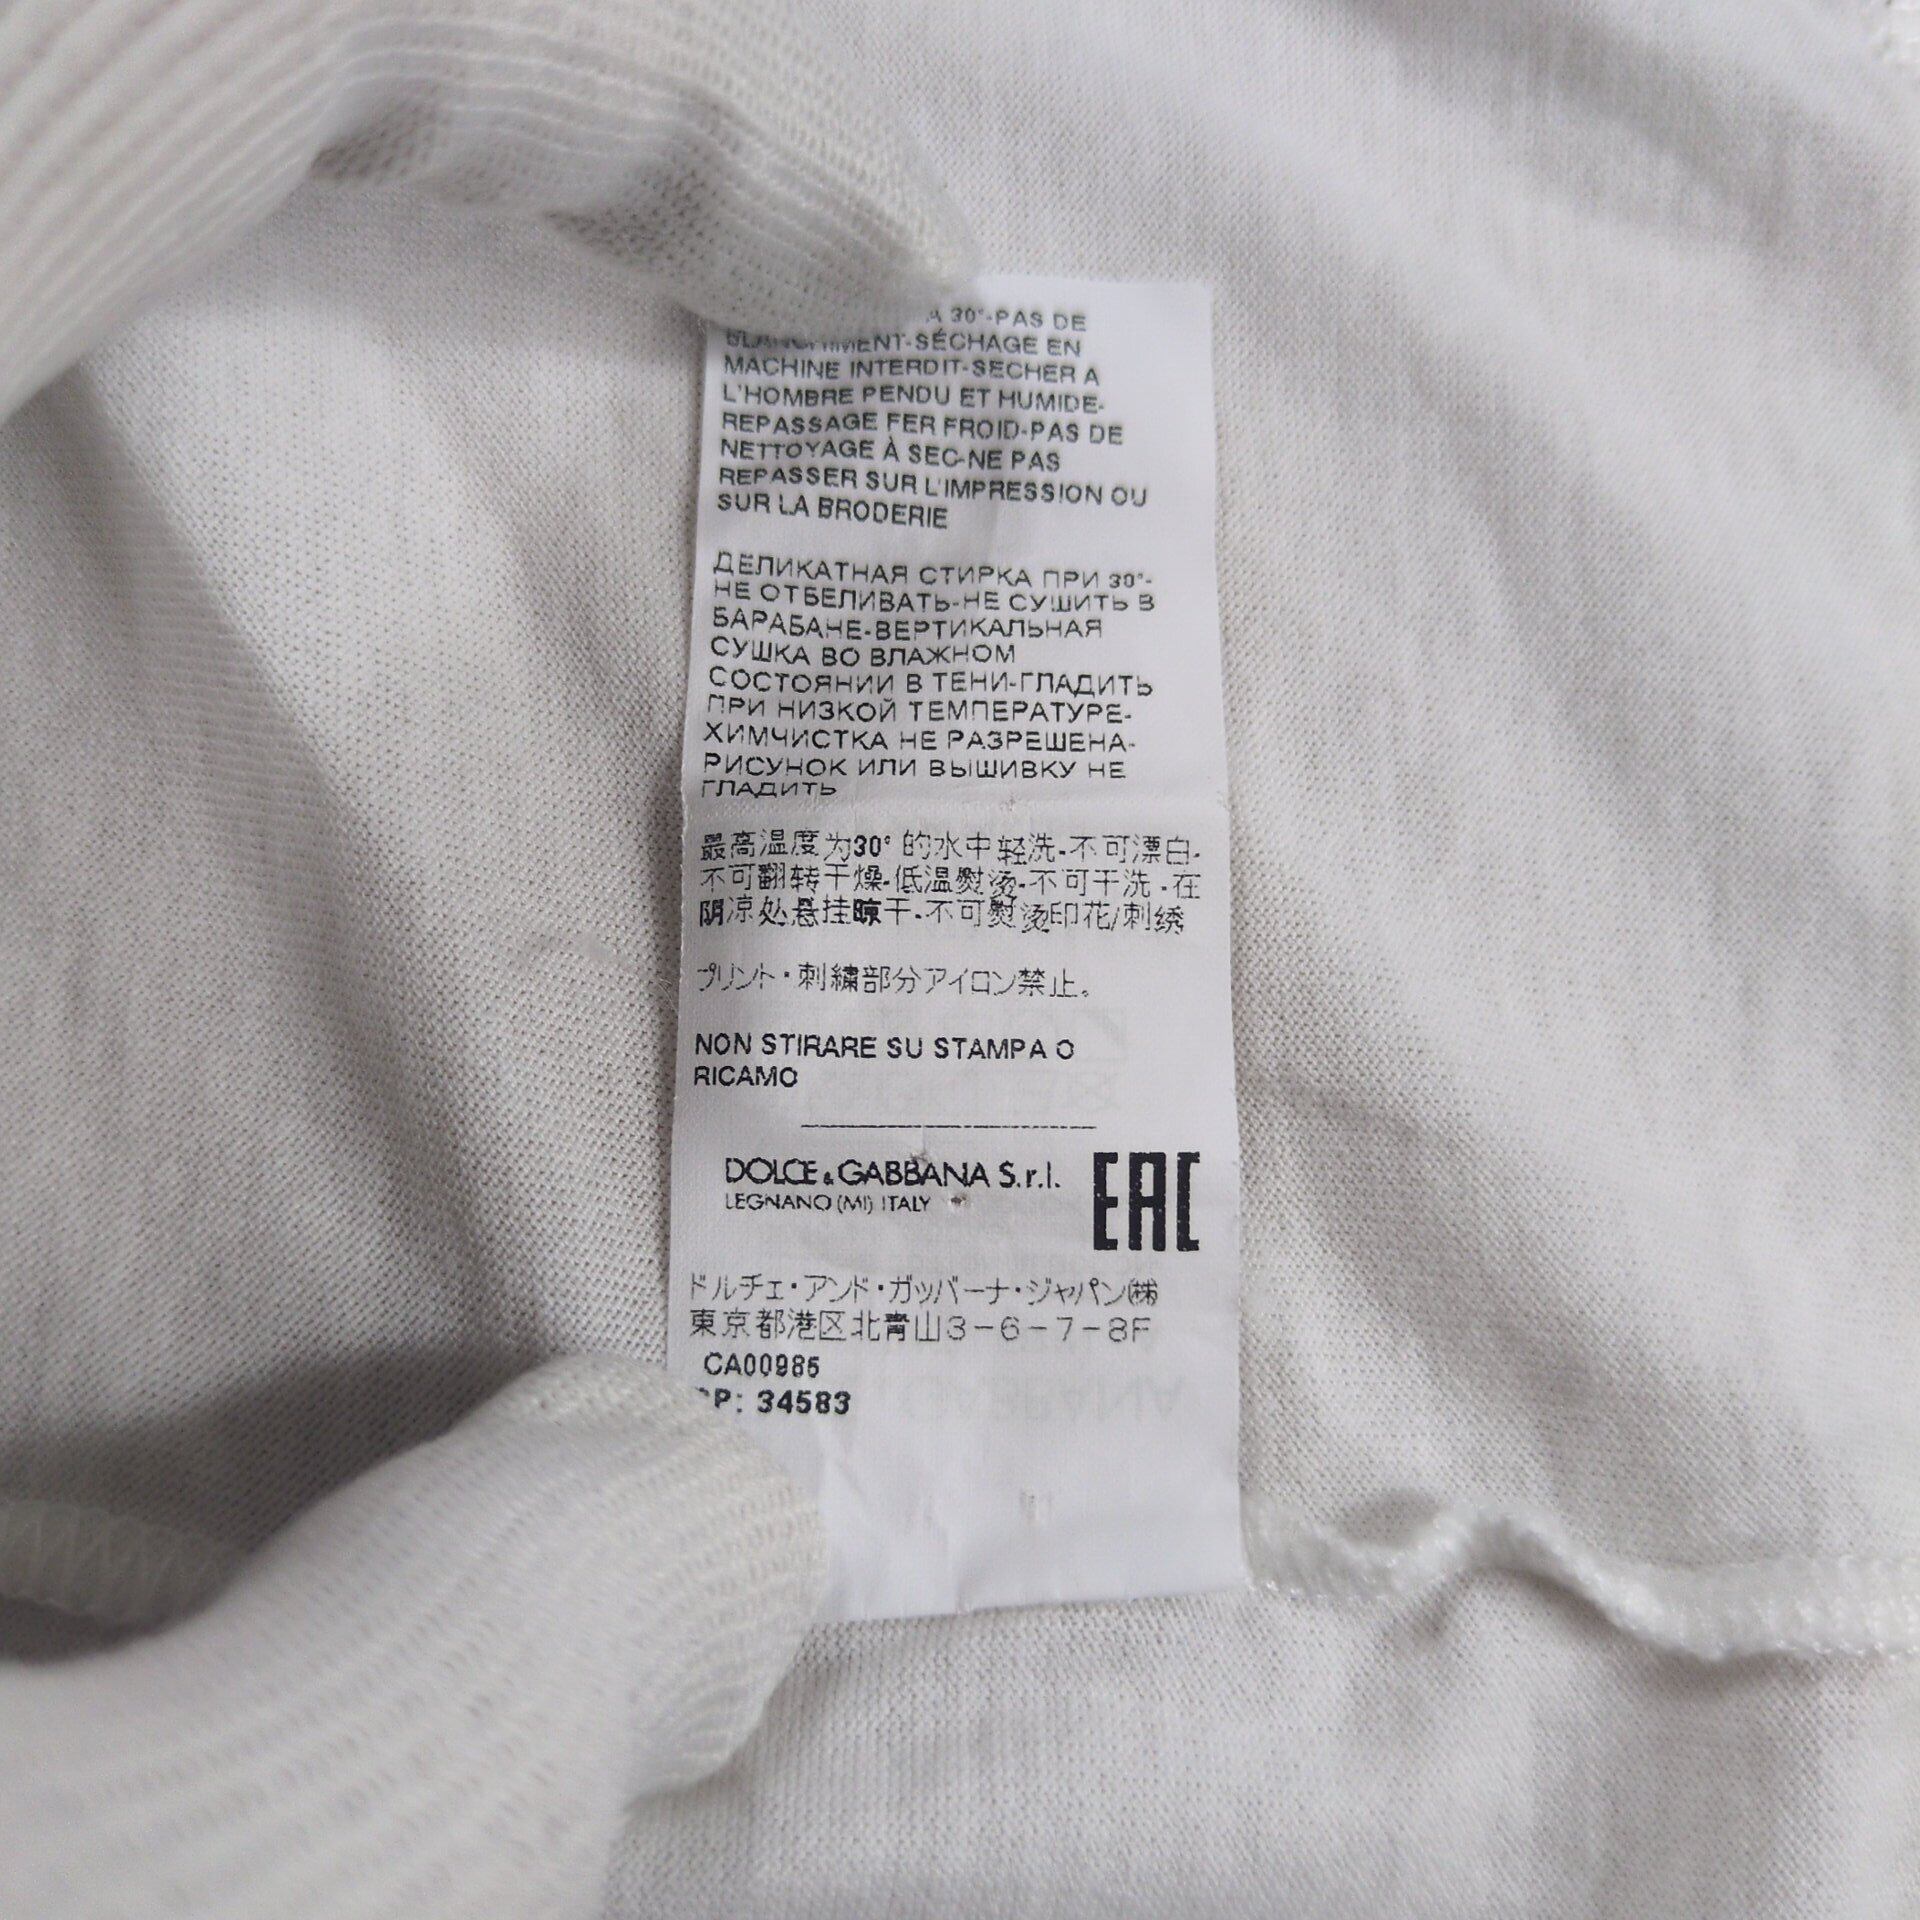 A 30°-PAS DE
BLANCHIMENT-SÉCHAGE EN
MACHINE INTERDIT-SECHER A
L'HOMBRE PENDU ET HUMIDE-
REPASSAGE FER FROID-PAS DE
NETTOYAGE À SEC-NE PAS
REPASSER SUR L'IMPRESSION OU
SUR LA BRODERIE
ДЕЛИКАТНАЯ СТИРКА ПРИ 30°-
НЕ ОТБЕЛИВАТЬ-НЕ СУШИТЬ В
БАРАБАНЕ-ВЕРТИКАЛЬНАЯ
СУШКА ВО ВЛАЖНОМ
СОСТОЯНИИ В ТЕНИ-ГЛАДИТЬ
ПРИ НИЗКОЙ ТЕМПЕРАТУРЕ-
ХИМЧИСТКА НЕ РАЗРЕШЕНА-
РИСУНОК ИЛИ ВЫШИВКУ НЕ
ГЛАДИТЬ
最高温度为30°的水中轻洗-不可漂白-
不可翻转干燥-低温熨烫-不可干洗-在
阴凉处悬挂晾干-不可熨烫印花/刺绣
プリント・刺繍部分アイロン禁止。
NON STIRARE SU STAMPA O
RICAMO
DOLCE & GABBANA S.r.l.
LEGNANO (MI) ITALY
EAC
ドルチェ・アンド・ガッバーナ・ジャパン㈱
東京都港区北青山3-6-7-8F
CA00985
P: 34583